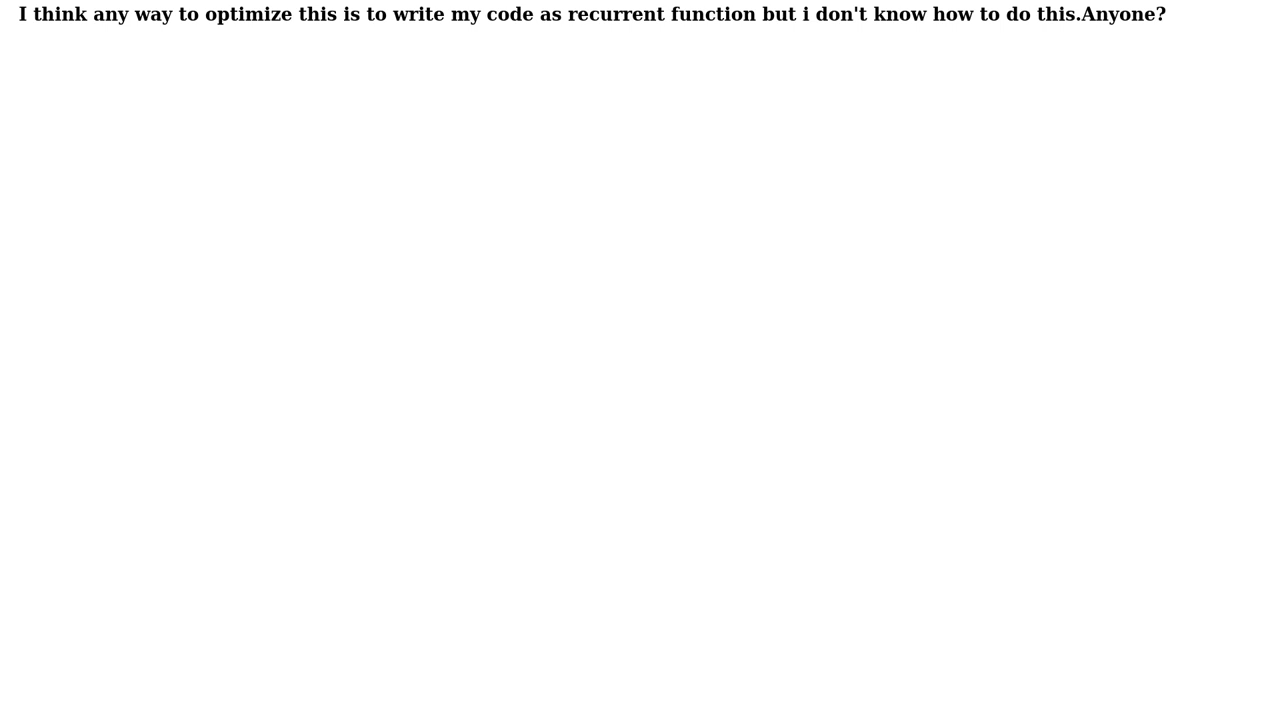 I think any way to optimize this is to write my code as recurrent function but i don't know how to do this.Anyone?